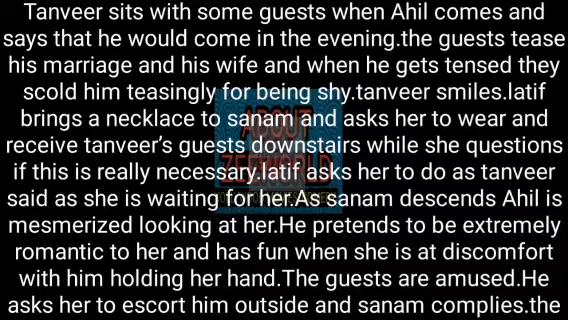 Tanveer sits with some guests when Ahil comes and
says that he would come in the evening.the guests tease
his marriage and his wife and when he gets tensed they
scold him teasingly for being shy.tanveer smiles.latif
brings a necklace to sanam and asks her to wear and
receive tanveer's guests downstairs while she questions
if this is really necessary.latif asks her to do as tanveer
said as she is waiting for her.As sanam descends Ahil is
mesmerized looking at her.He pretends to be extremely
romantic to her and has fun when she is at discomfort
with him holding her hand.The guests are amused.He
asks her to escort him outside and sanam complies.the
ABOUT
ZEEWORLD